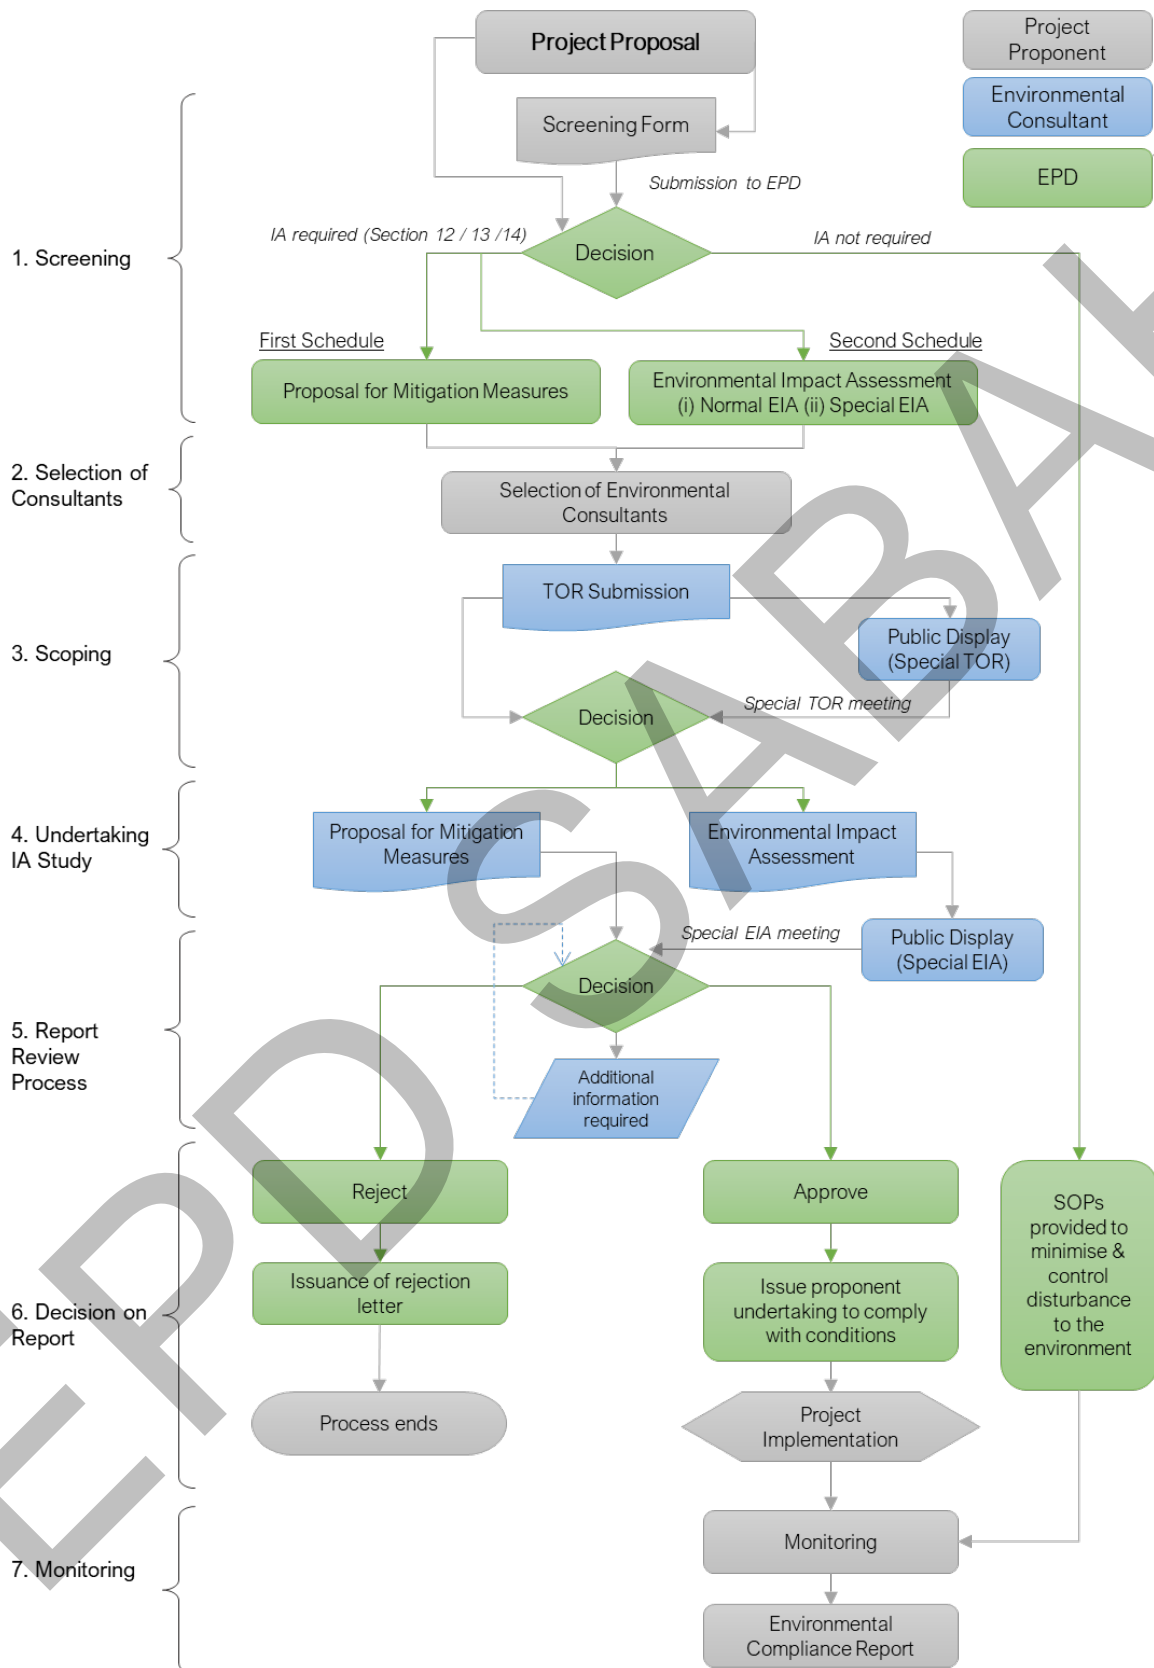 Project Proposal
Project
Proponent
Environmental
Consultant
EPD
Screening Form
Submission to EPD
IA required (Section 12 / 13 /14)
IA not required
1. Screening
Decision
First Schedule
Second Schedule
Proposal for Mitigation Measures
Environmental Impact Assessment
(i) Normal EIA (ii) Special EIA
2. Selection of
Consultants
Selection of Environmental
Consultants
3. Scoping
TOR Submission
Public Display
(Special TOR)
Special TOR meeting
Decision
4. Undertaking
IA Study
Proposal for Mitigation
Measures
Environmental Impact
Assessment
Special EIA meeting
Public Display
(Special EIA)
5. Report
Review
Process
Decision
Additional
information
required
6. Decision on
Report
Reject
Approve
SOPs
provided to
minimise &
control
disturbance
to the
environment
Issuance of rejection
letter
Issue proponent
undertaking to comply
with conditions
Process ends
Project
Implementation
7. Monitoring
Monitoring
Environmental
Compliance Report
EPD SABAH